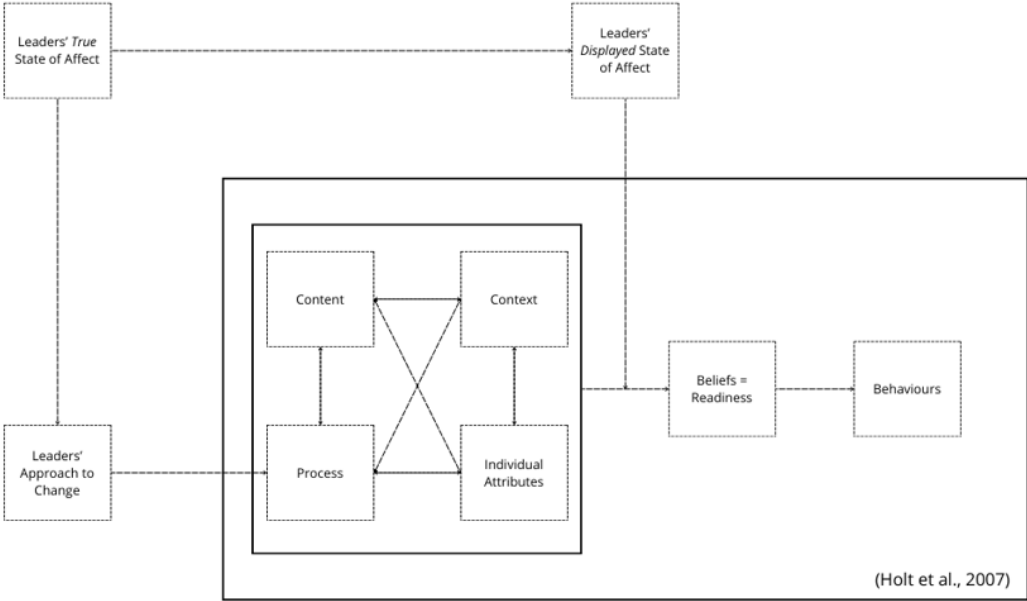 Leaders' True
State of Affect
Leaders'
Displayed State
of Affect
Content
Context
Beliefs =
Readiness
Behaviours
Leaders'
Approach to
Change
Process
Individual
Attributes
(Holt et al., 2007)